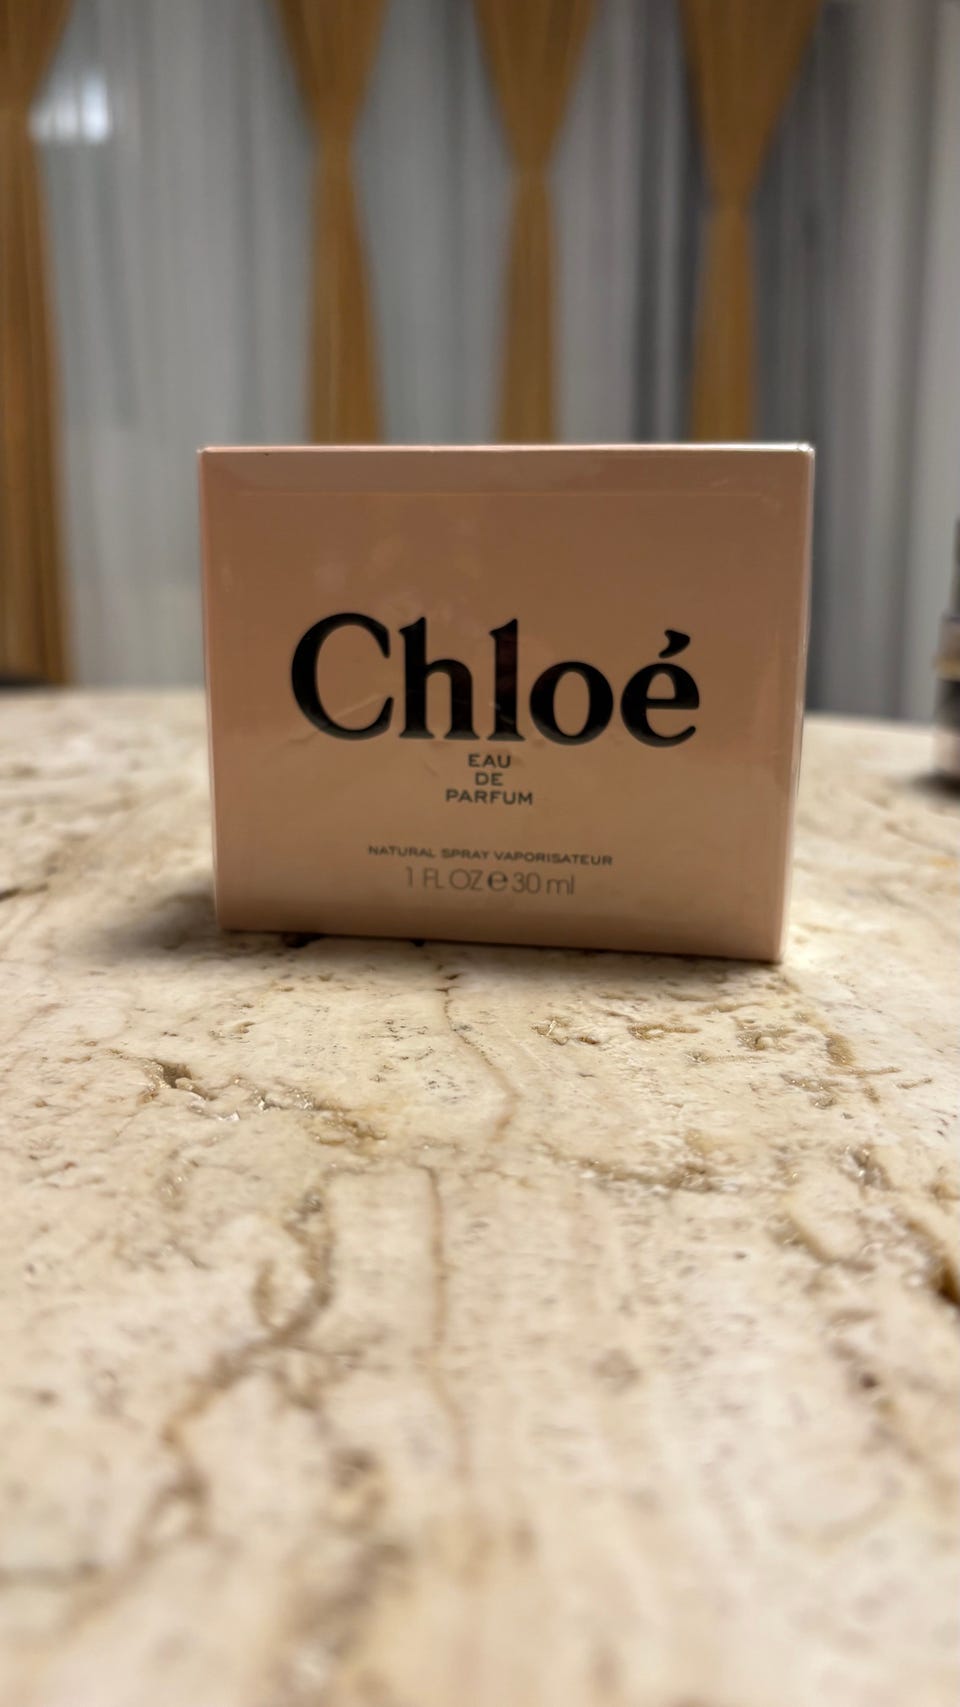 Chloé
EAU
DE
PARFUM
NATURAL SPRAY VAPORISATEUR
1 FL OZ ℮ 30 ml